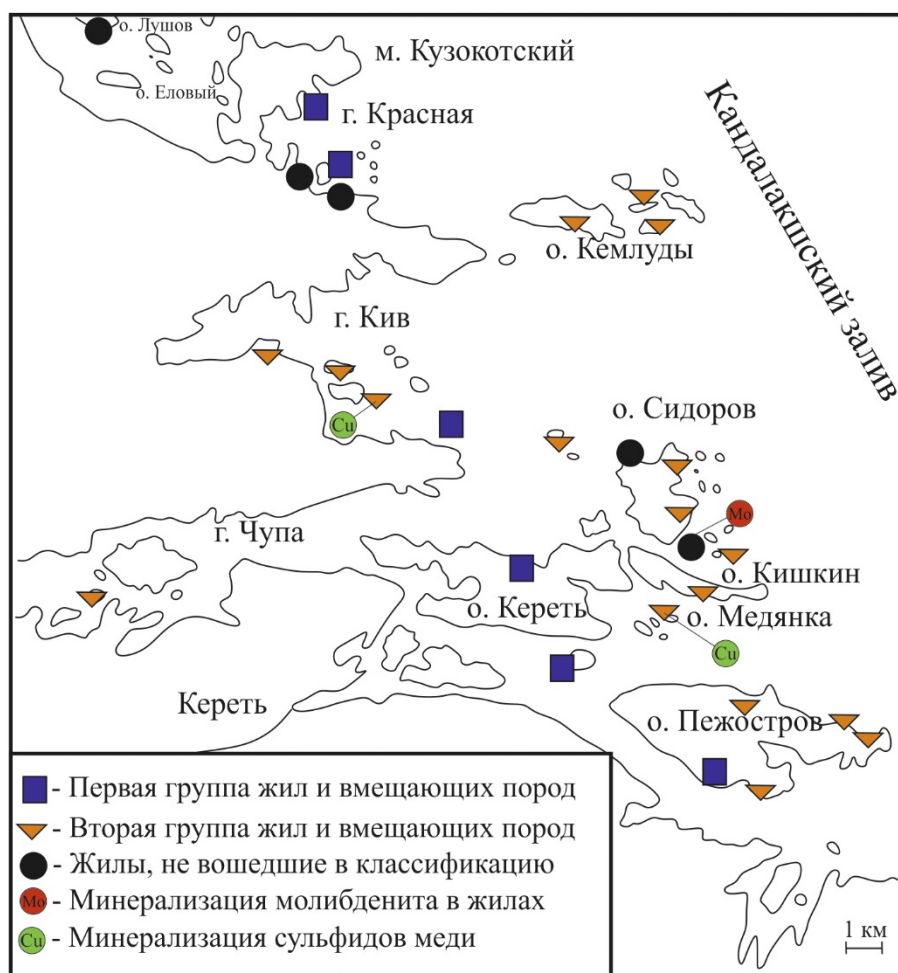 о. Лушов
м. Кузокотский
о. Еловый
г. Красная
Кандалакшский залив
о. Кемлуды
г. Кив
о. Сидоров
Cu
Mo
г. Чупа
о. Кишкин
о. Кереть
о. Медянка
Cu
Кереть
о. Пежостров
- Первая группа жил и вмещающих пород
- Вторая группа жил и вмещающих пород
- Жилы, не вошедшие в классификацию
Mo - Минерализация молибденита в жилах
Cu - Минерализация сульфидов меди
1 км